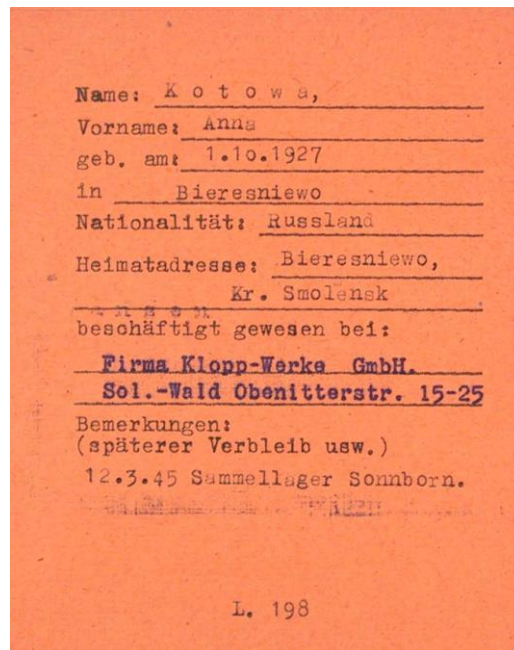 Name: K o t o w a,
Vorname: Anna
geb. am: 1.10.1927
in Bieresniewo
Nationalität: Russland
Heimatadresse: Bieresniewo,
Kr. Smolensk
beschäftigt gewesen bei:
Firma Klopp-Werke GmbH.
Sol.-Wald Obenitterstr. 15-25
Bemerkungen:
(späterer Verbleib usw.)
12.3.45 Sammellager Sonnborn.
L. 198